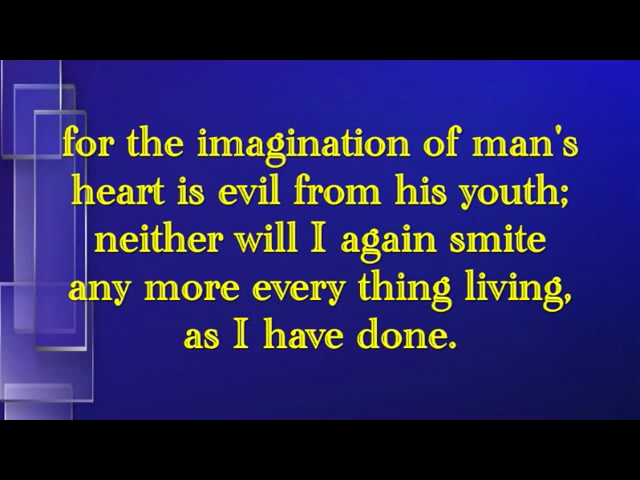 for the imagination of man's
heart is evil from his youth;
neither will I again smite
any more every thing living,
as I have done.